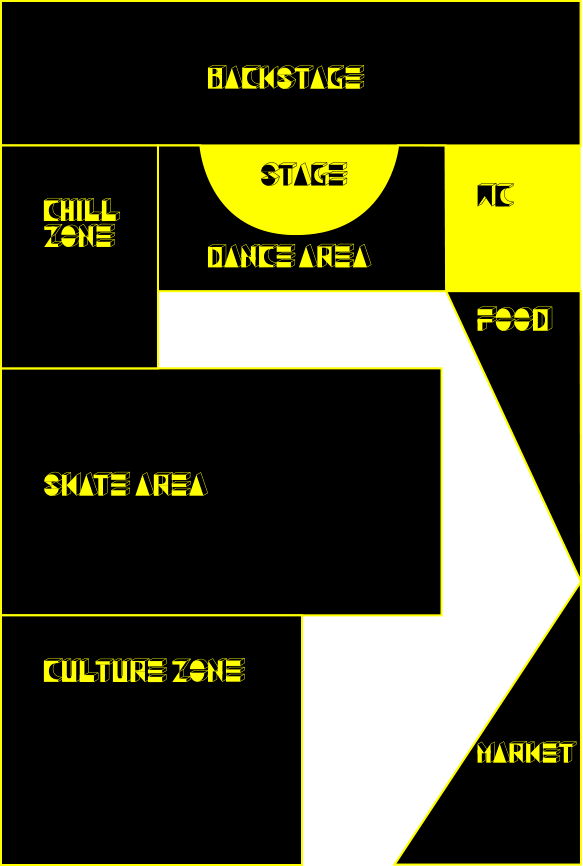 BACKSTAGE
STAGE
WC
CHILL
ZONE
DANCE AREA
FOOD
SKATE AREA
CULTURE ZONE
MARKET